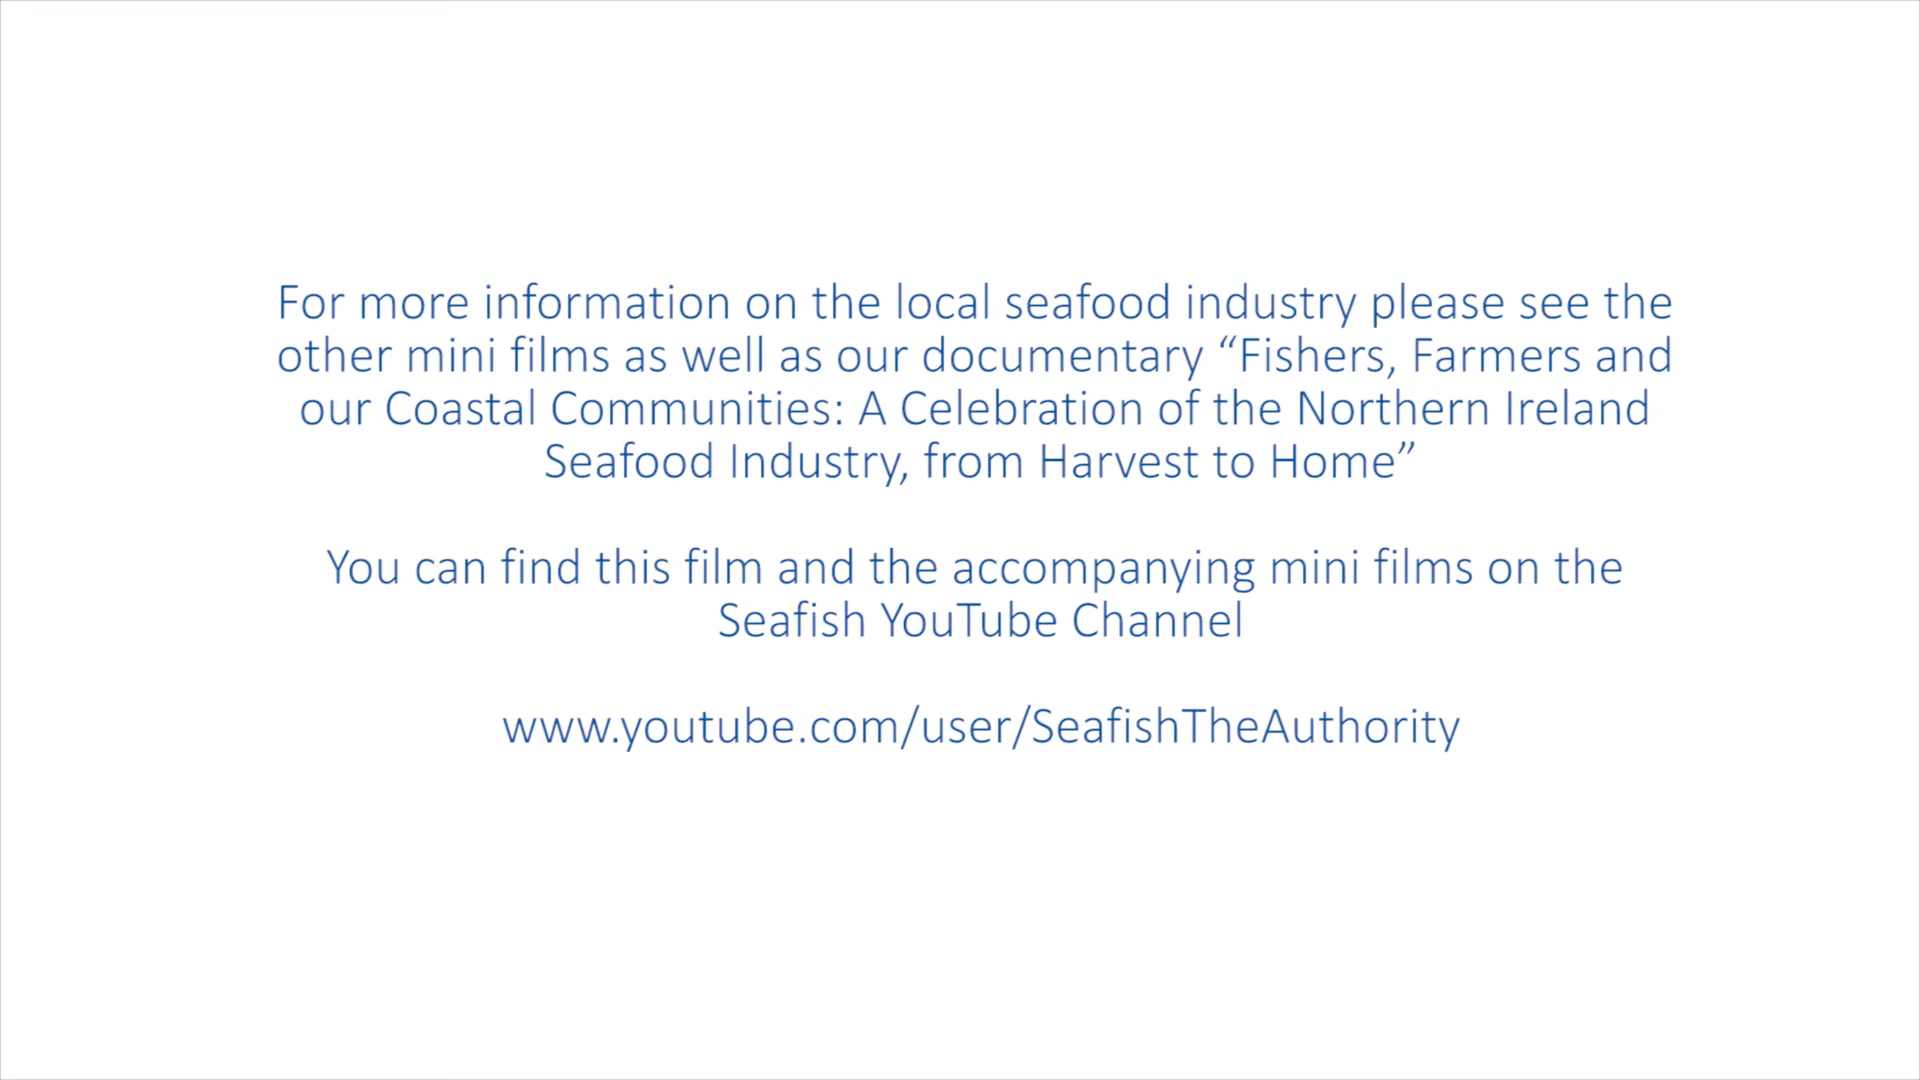 For more information on the local seafood industry please see the
other mini films as well as our documentary “Fishers, Farmers and
our Coastal Communities: A Celebration of the Northern Ireland
Seafood Industry, from Harvest to Home”
You can find this film and the accompanying mini films on the
Seafish YouTube Channel
www.youtube.com/user/SeafishTheAuthority